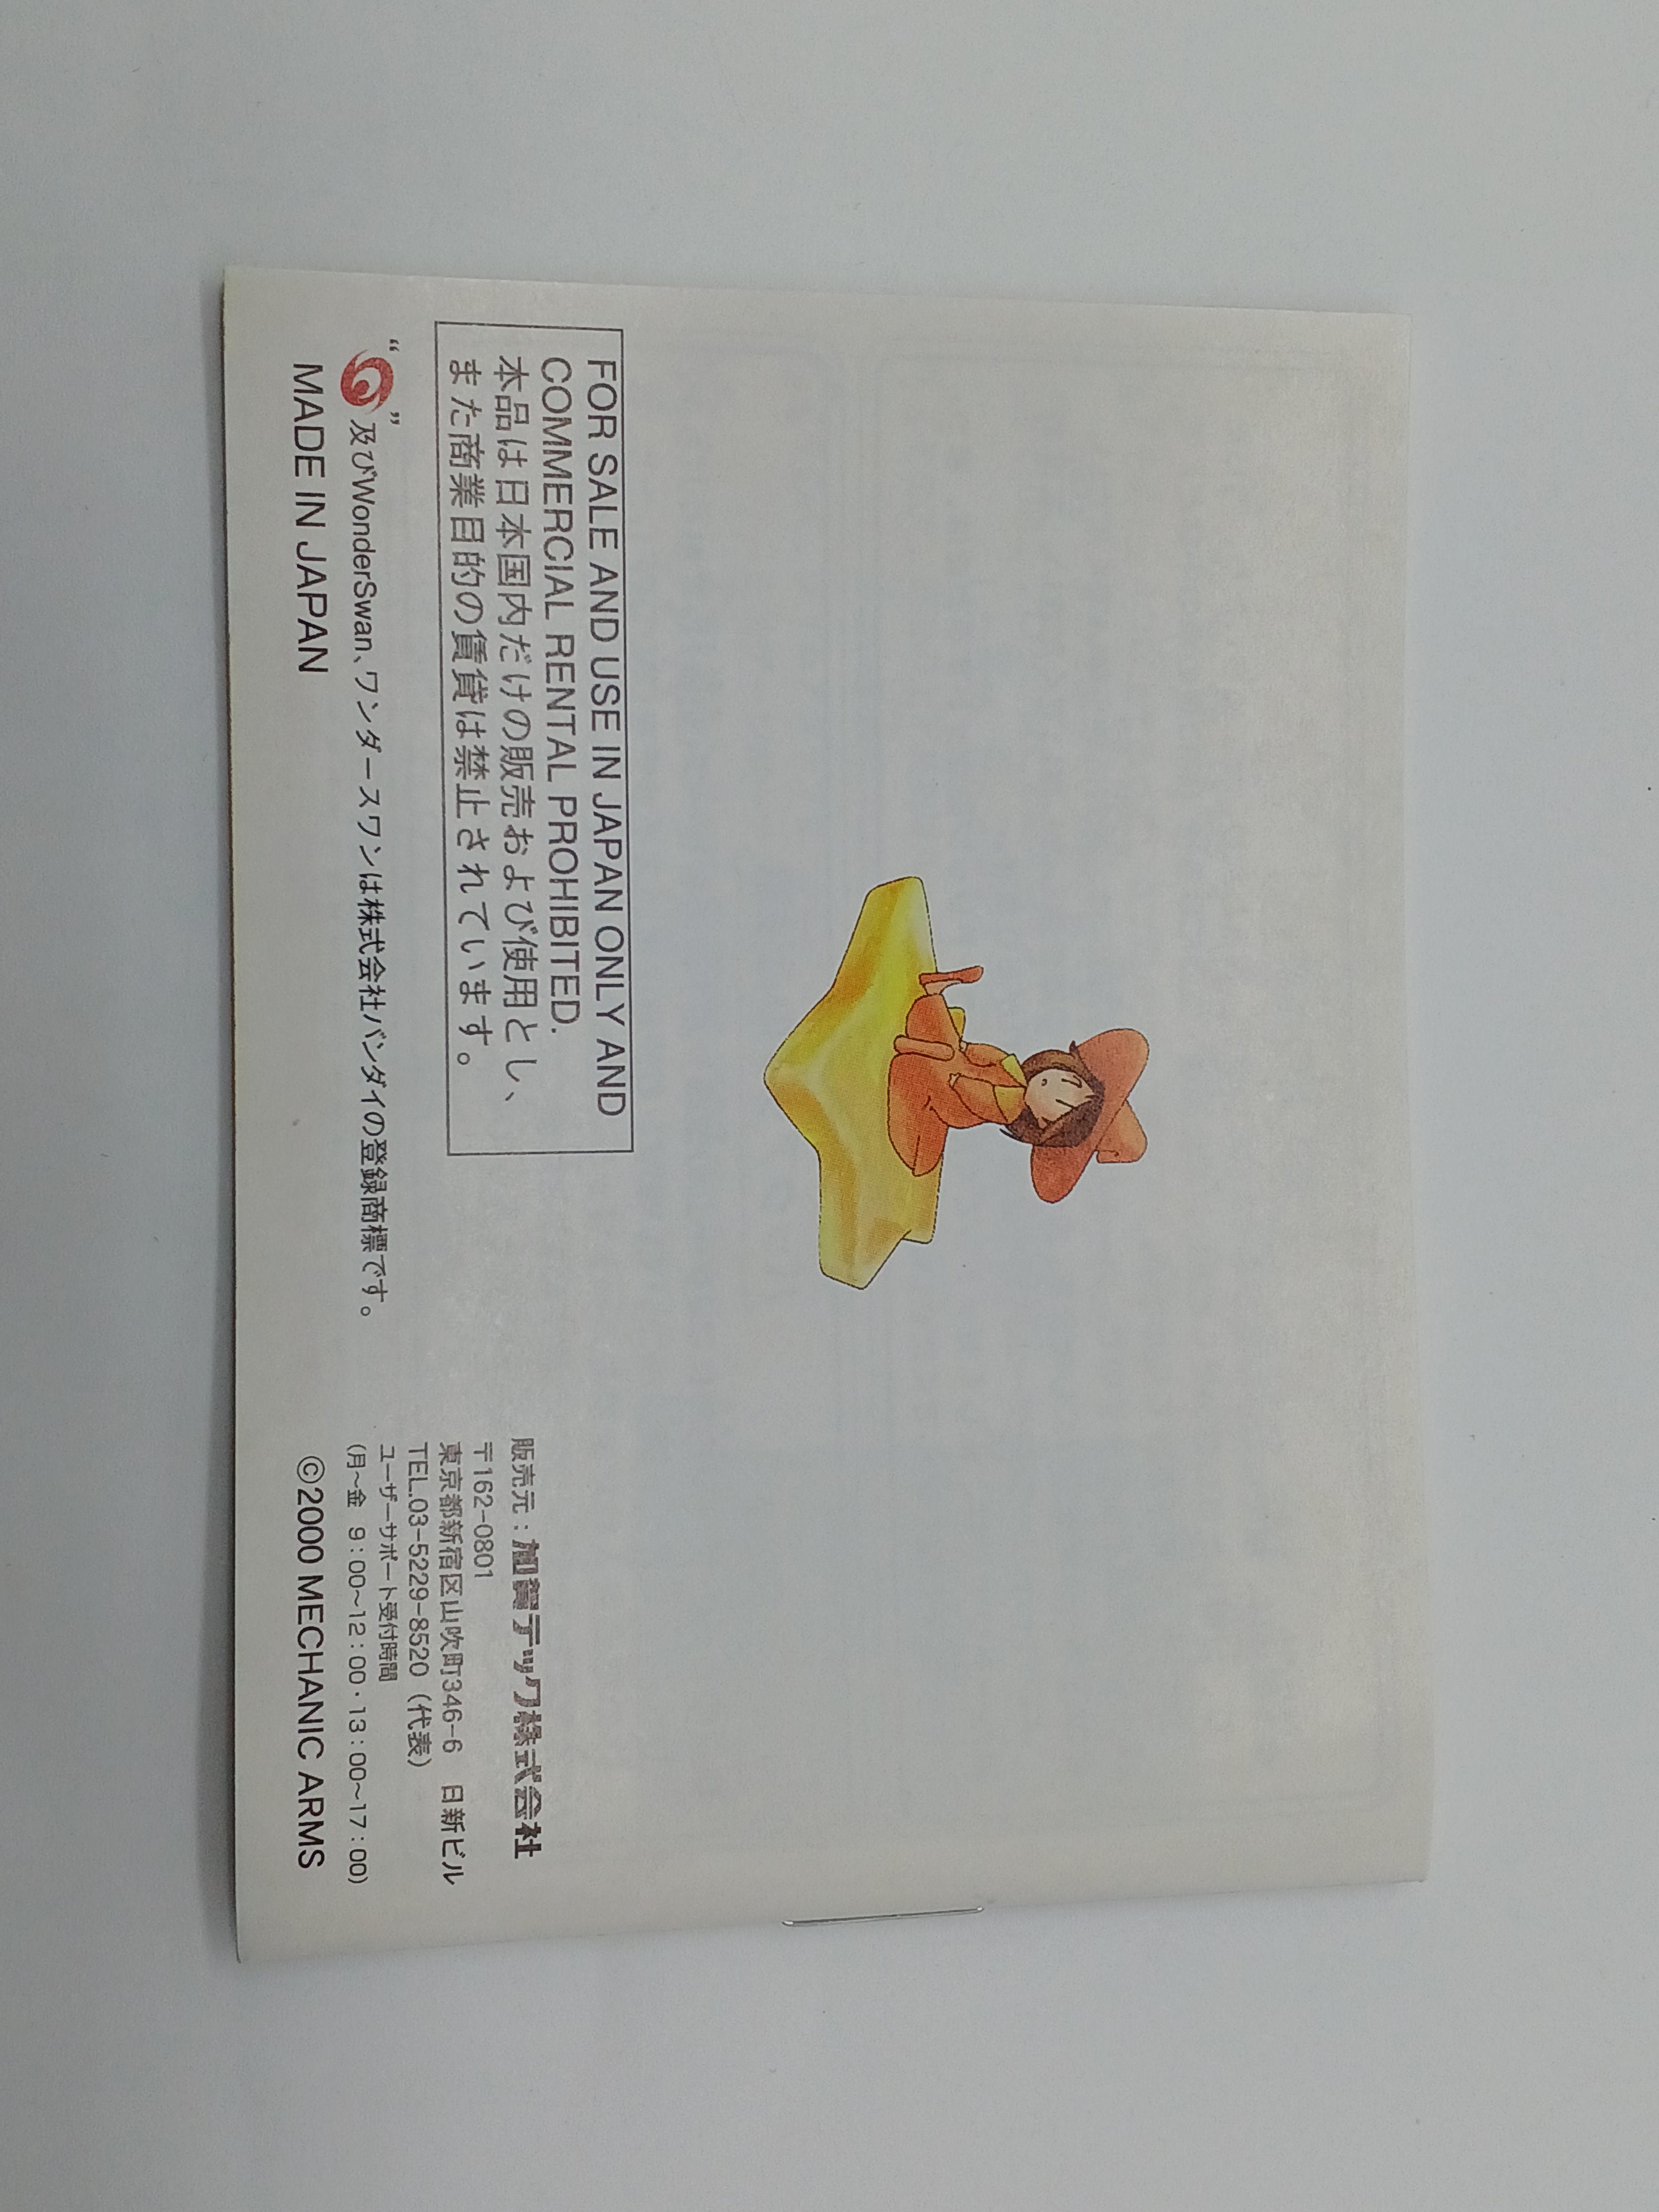 FOR SALE AND USE IN JAPAN ONLY AND
COMMERCIAL RENTAL PROHIBITED.
本品は日本国内だけの販売および使用とし、
また商業目的の賃貸は禁止されています。
“ ”及びWonderSwan、ワンダースワンは株式会社バンダイの登録商標です。
MADE IN JAPAN
販売元：加賀テック株式会社
〒162-0801
東京都新宿区山吹町346-6　日新ビル
TEL.03-5229-8520（代表）
ユーザーサポート受付時間
（月～金　9：00～12：00・13：00～17：00）
©2000 MECHANIC ARMS